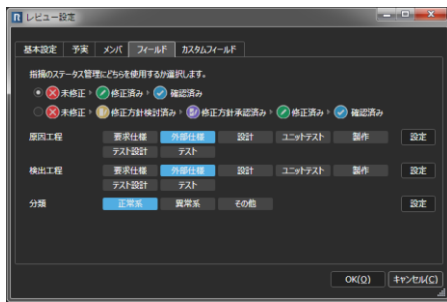 レビュー設定
基本設定 予実 メンバ フィールド カスタムフィールド
指摘のステータス管理にどちらを使用するか選択します。
未修正 修正済み 確認済み
未修正 修正方針検討済み 修正方針承認済み 修正済み 確認済み
原因工程 要求仕様 外部仕様 設計 ユニットテスト 製作 設定
テスト設計 テスト
検出工程 要求仕様 外部仕様 設計 ユニットテスト 製作 設定
テスト設計 テスト
分類 正常系 異常系 その他 設定
OK(O) キャンセル(C)